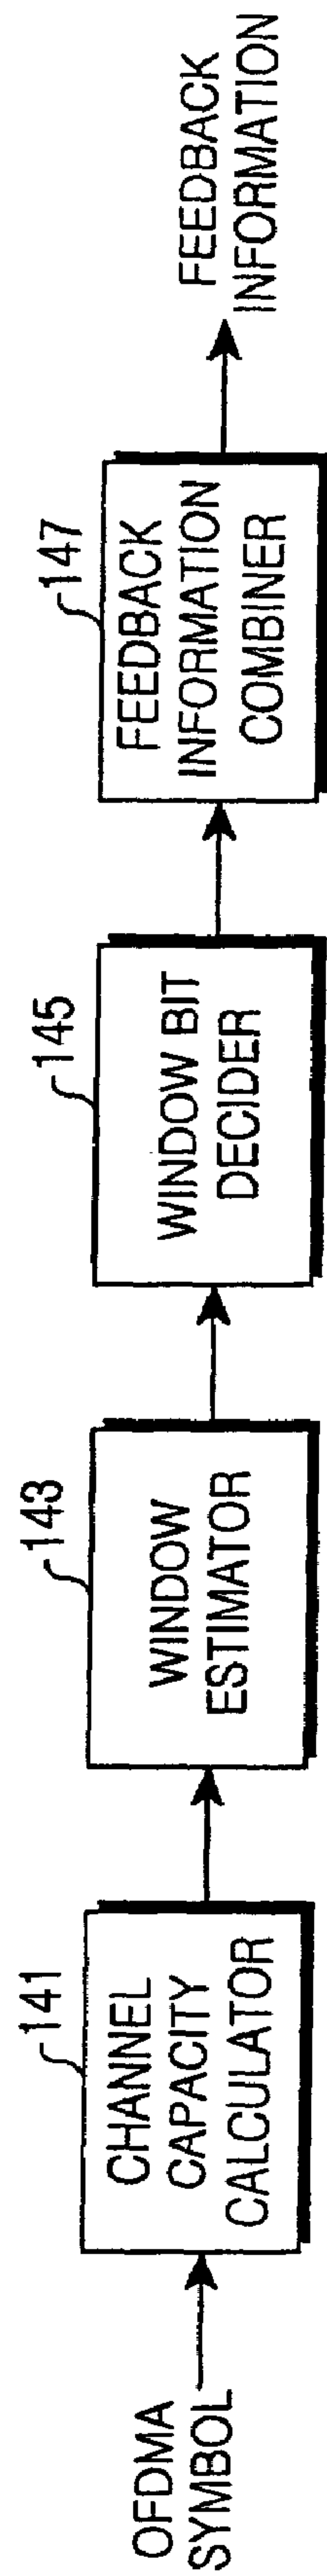 OFDMA
SYMBOL
141
CHANNEL
CAPACITY
CALCULATOR
143
WINDOW
ESTIMATOR
145
WINDOW BIT
DECIDER
147
FEEDBACK
INFORMATION
COMBINER
FEEDBACK
INFORMATION